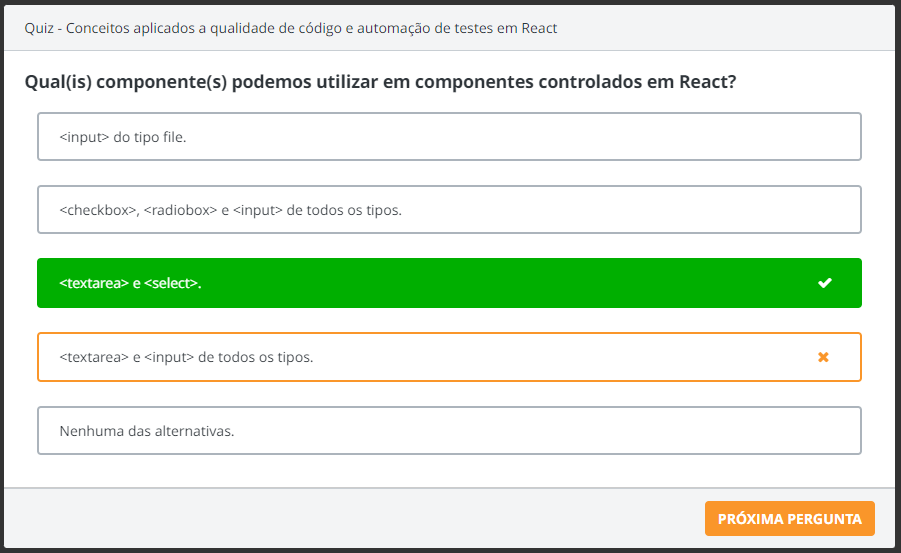 Quiz - Conceitos aplicados a qualidade de código e automação de testes em React
Qual(is) componente(s) podemos utilizar em componentes controlados em React?
<input> do tipo file.
<checkbox>, <radiobox> e <input> de todos os tipos.
<textarea> e <select>.
<textarea> e <input> de todos os tipos.
Nenhuma das alternativas.
PRÓXIMA PERGUNTA